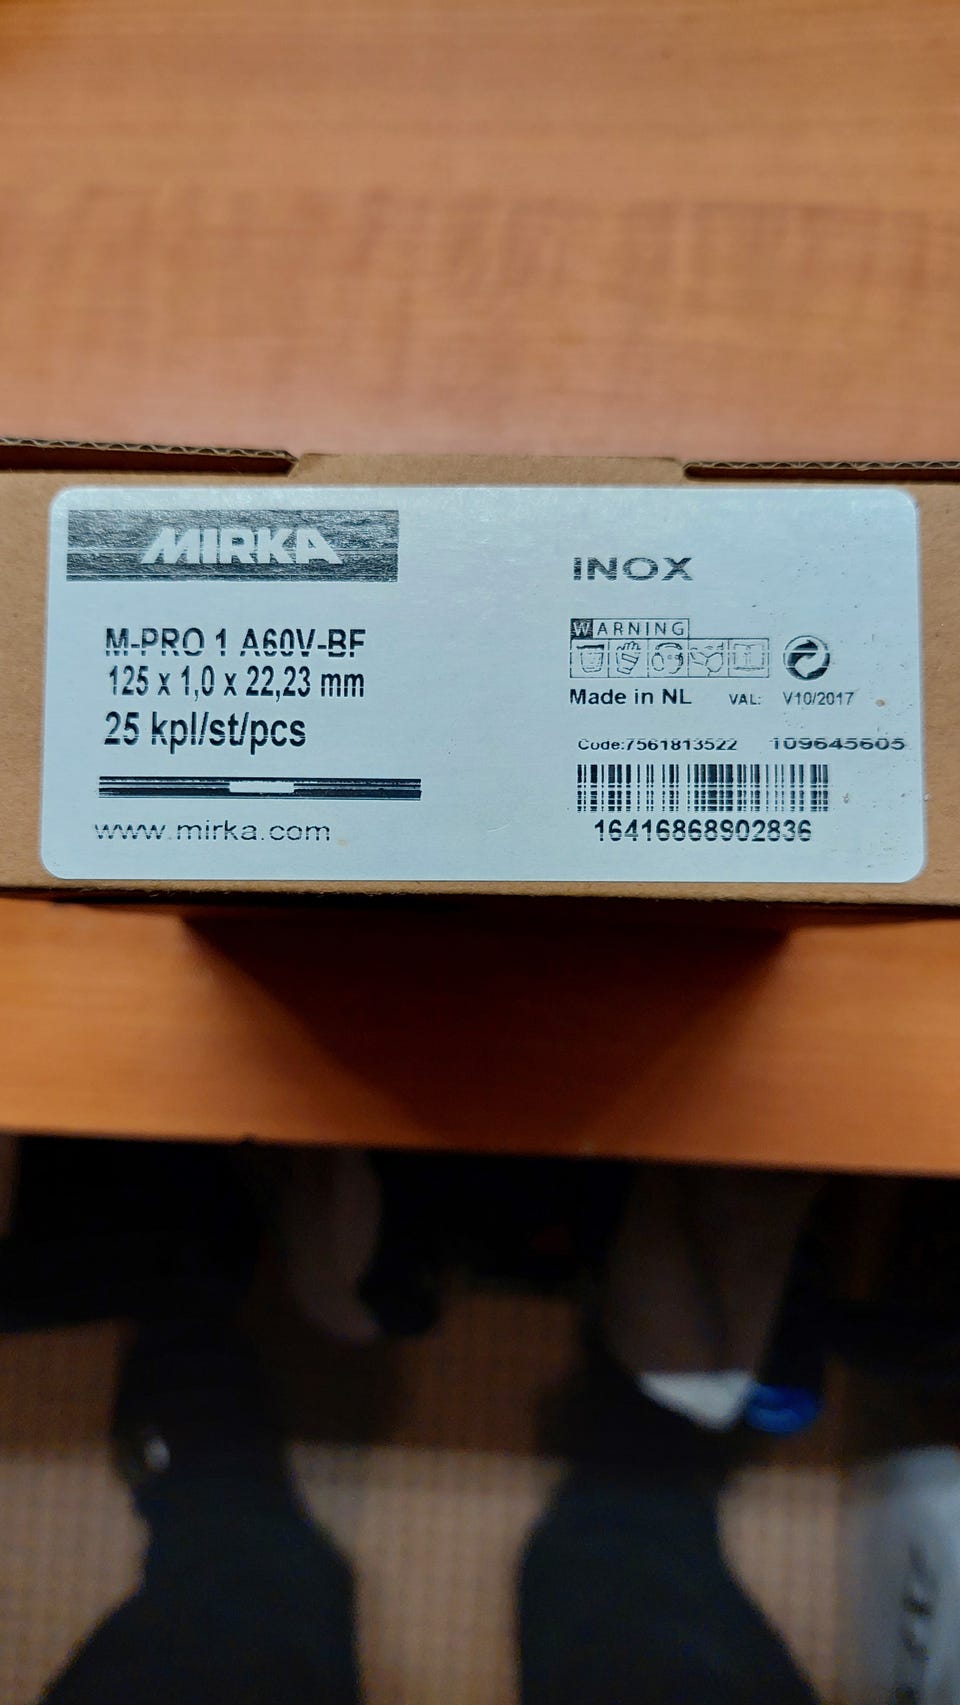 MIRKA
M-PRO 1 A60V-BF
125 x 1,0 x 22,23 mm
25 kpl/st/pcs
www.mirka.com
INOX
WARNING
Made in NL VAL: V10/2017
Code:7561813522 109645605
16416868902836